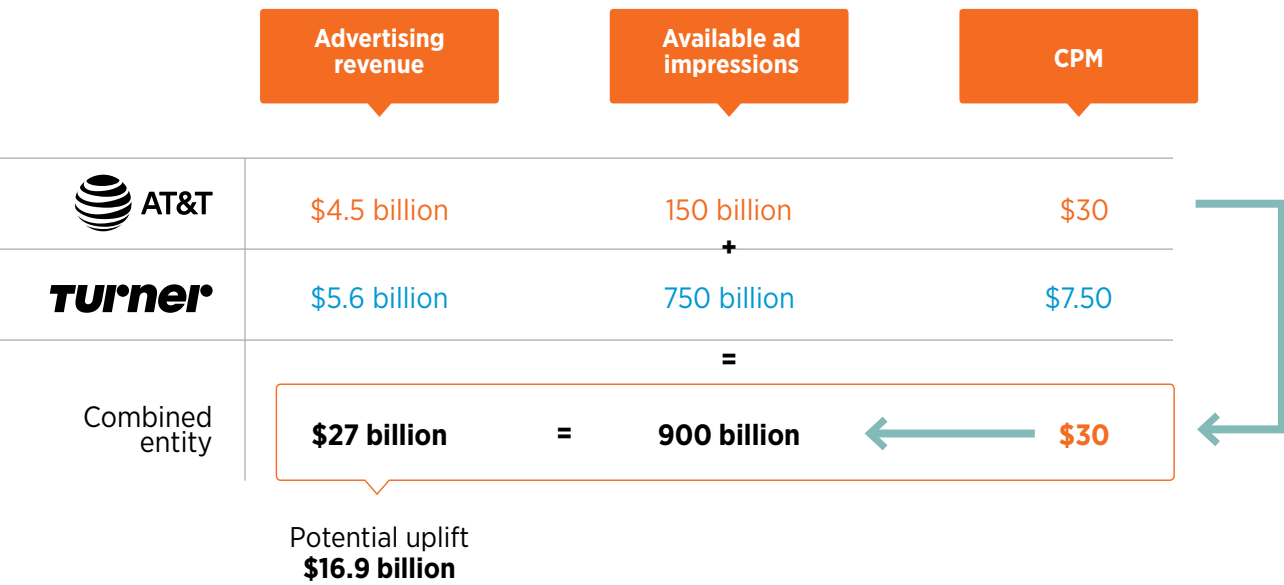 Advertising
revenue
Available ad
impressions
CPM
AT&T
$4.5 billion
150 billion
$30
+
Turner
$5.6 billion
750 billion
$7.50
=
Combined
entity
$27 billion
=
900 billion
$30
Potential uplift
$16.9 billion